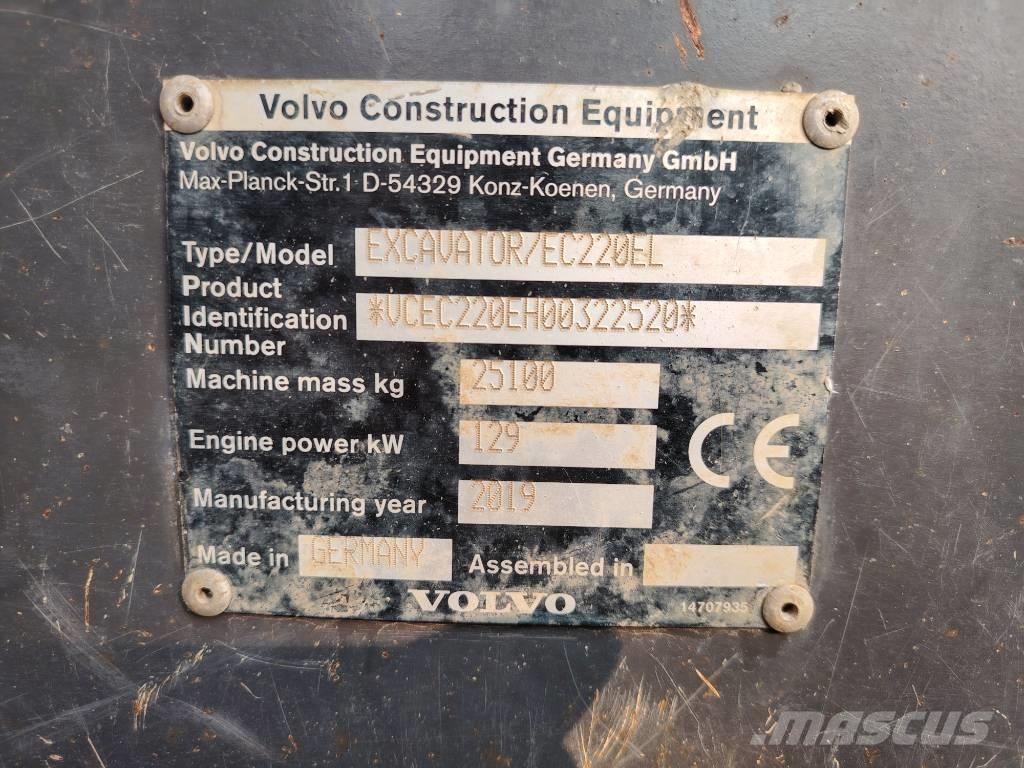 Volvo Construction Equipment
Volvo Construction Equipment Germany GmbH
Max-Planck-Str.1 D-54329 Konz-Koenen, Germany
Type/Model EXCAVATOR/EC220EL
Product
Identification *VCEC220EH00322520*
Number
Machine mass kg 25100
Engine power kW 129
CE
Manufacturing year 2019
Made in GERMANY Assembled in
VOLVO 14707935
MASCUS